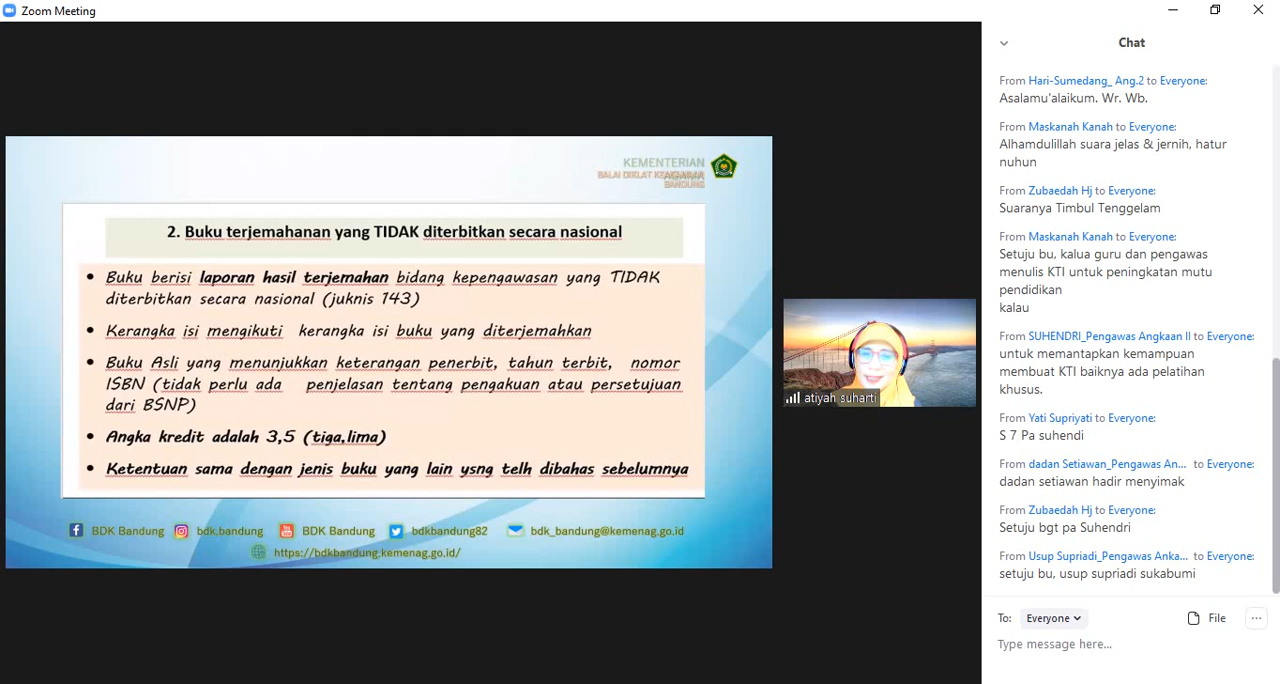 Zoom Meeting
KEMENTERIAN
BALAI DIKLAT KEAGAMAAN
BANDUNG
2. Buku terjemahanan yang TIDAK diterbitkan secara nasional
• Buku berisi laporan hasil terjemahan bidang kepengawasan yang TIDAK
diterbitkan secara nasional (juknis 143)
• Kerangka isi mengikuti kerangka isi buku yang diterjemahkan
• Buku Asli yang menunjukkan keterangan penerbit, tahun terbit, nomor
ISBN (tidak perlu ada penjelasan tentang pengakuan atau persetujuan
dari BSNP)
• Angka kredit adalah 3,5 (tiga,lima)
• Ketentuan sama dengan jenis buku yang lain ysng telh dibahas sebelumnya
BDK Bandung bdk.bandung BDK Bandung bdkbandung82 bdk_bandung@kemenag.go.id
https://bdkbandung.kemenag.go.id/
atiyah suharti
Chat
From Hari-Sumedang_ Ang.2 to Everyone:
Asalamu'alaikum. Wr. Wb.
From Maskanah Kanah to Everyone:
Alhamdulillah suara jelas & jernih, hatur
nuhun
From Zubaedah Hj to Everyone:
Suaranya Timbul Tenggelam
From Maskanah Kanah to Everyone:
Setuju bu, kalua guru dan pengawas
menulis KTI untuk peningkatan mutu
pendidikan
kalau
From SUHENDRI_Pengawas Angkaan II to Everyone:
untuk memantapkan kemampuan
membuat KTI baiknya ada pelatihan
khusus.
From Yati Supriyati to Everyone:
S 7 Pa suhendi
From dadan Setiawan_Pengawas An... to Everyone:
dadan setiawan hadir menyimak
From Zubaedah Hj to Everyone:
Setuju bgt pa Suhendri
From Usup Supriadi_Pengawas Anka... to Everyone:
setuju bu, usup supriadi sukabumi
To: Everyone File ...
Type message here...